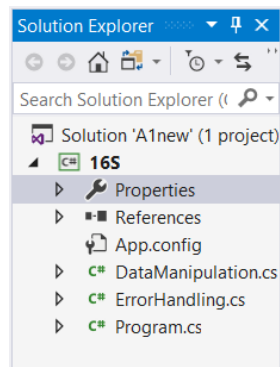 Solution Explorer
Search Solution Explorer (
Solution 'A1new' (1 project)
C# 16S
Properties
References
App.config
C# DataManipulation.cs
C# ErrorHandling.cs
C# Program.cs